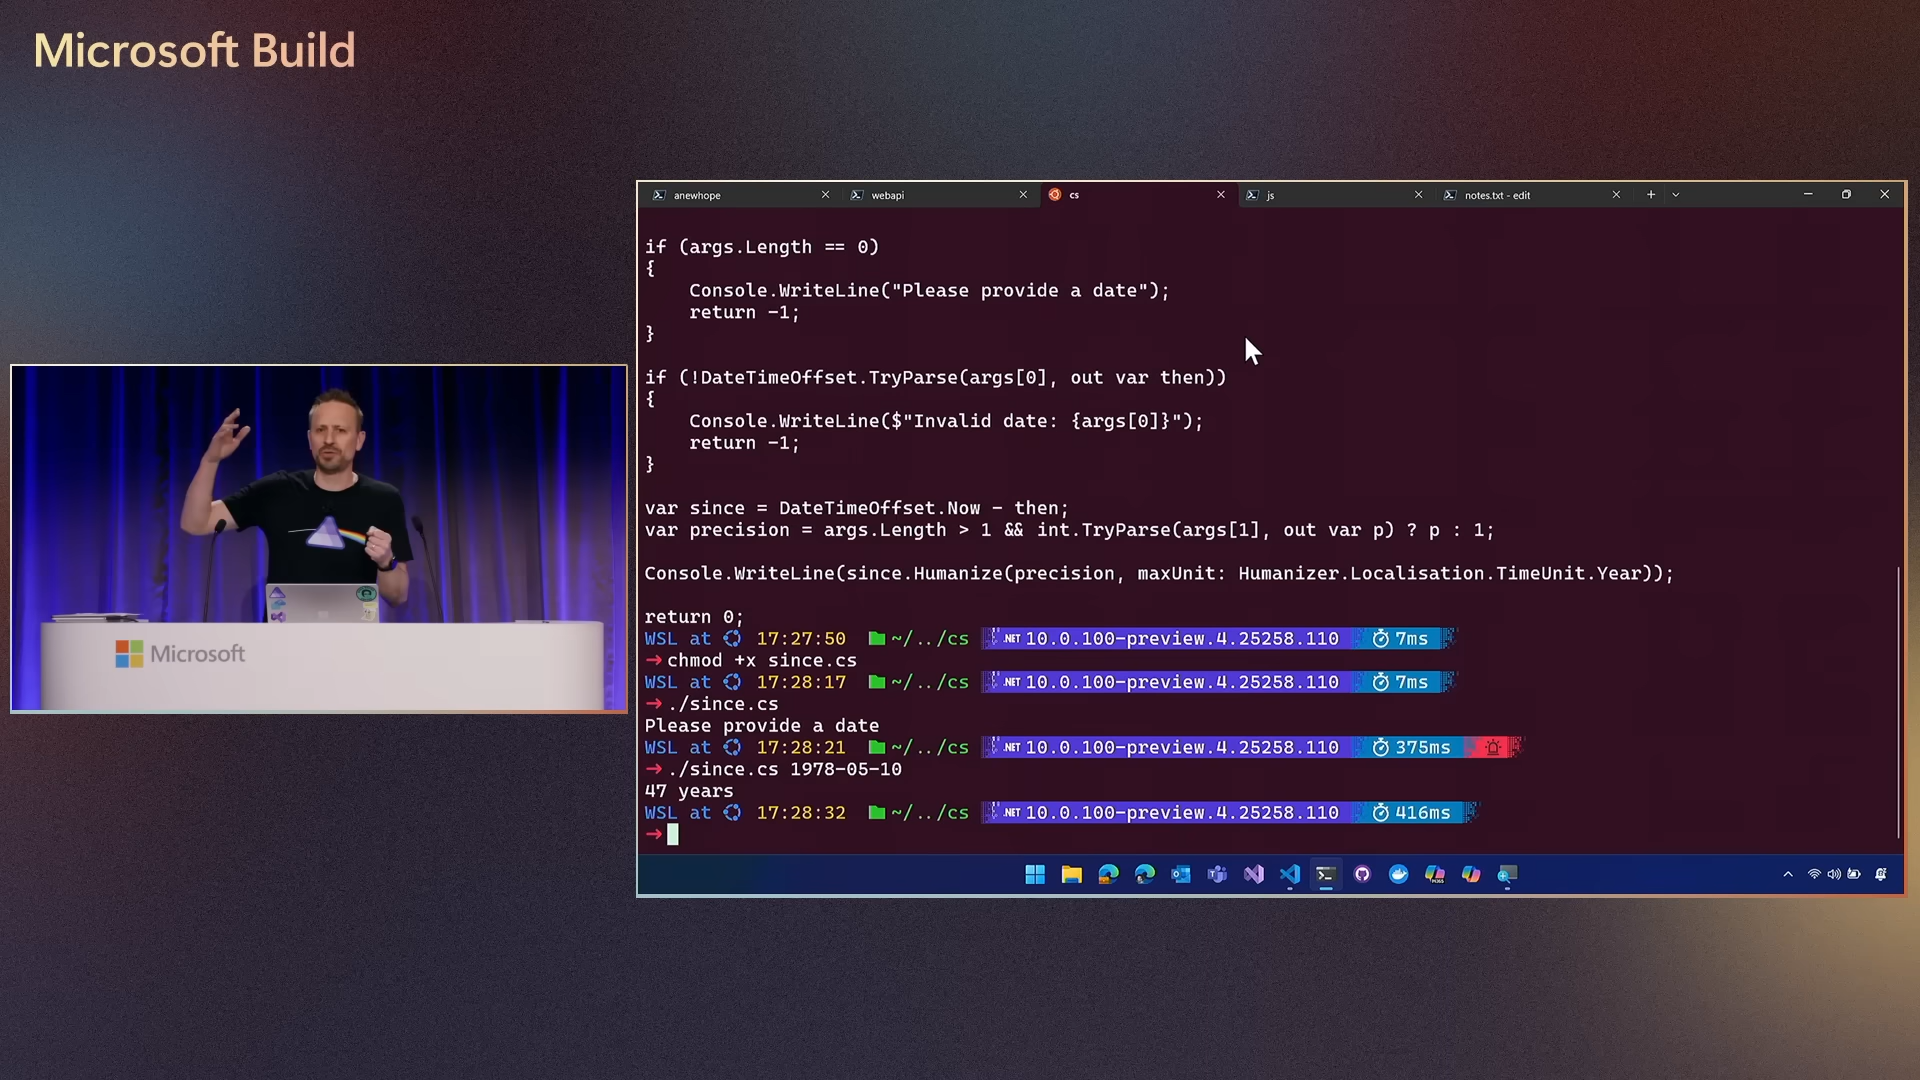 Microsoft Build
anewhope
webapi
cs
js
notes.txt - edit
if (args.Length == 0)
{
Console.WriteLine("Please provide a date");
return -1;
}
if (!DateTimeOffset.TryParse(args[0], out var then))
{
Console.WriteLine($"Invalid date: {args[0]}");
return -1;
}
var since = DateTimeOffset.Now - then;
var precision = args.Length > 1 && int.TryParse(args[1], out var p) ? p : 1;
Console.WriteLine(since.Humanize(precision, maxUnit: Humanizer.Localisation.TimeUnit.Year));
return 0;
WSL at 17:27:50 ~/../cs .NET 10.0.100-preview.4.25258.110 7ms
→ chmod +x since.cs
WSL at 17:28:17 ~/../cs .NET 10.0.100-preview.4.25258.110 7ms
→ ./since.cs
Please provide a date
WSL at 17:28:21 ~/../cs .NET 10.0.100-preview.4.25258.110 375ms
→ ./since.cs 1978-05-10
47 years
WSL at 17:28:32 ~/../cs .NET 10.0.100-preview.4.25258.110 416ms
→
Microsoft